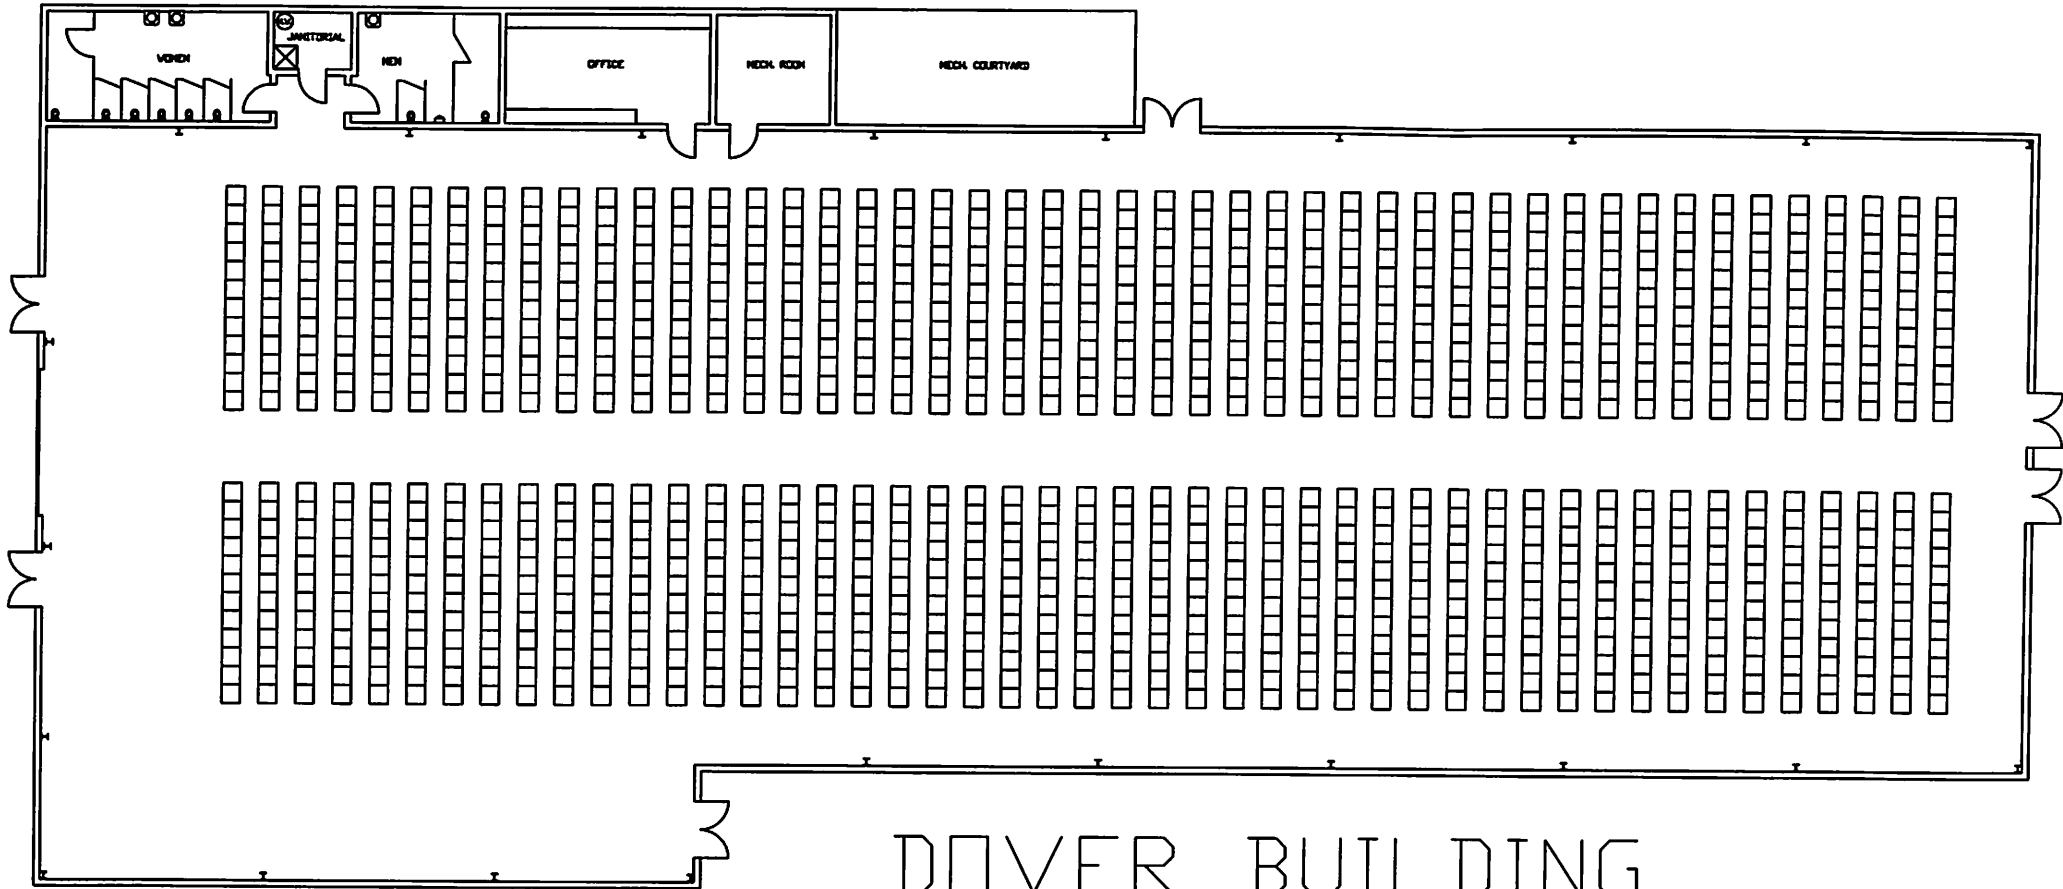 JANITORIAL
WOMEN
MEN
OFFICE
MECH. ROOM
MECH. COURTYARD
DOVER BUILDING